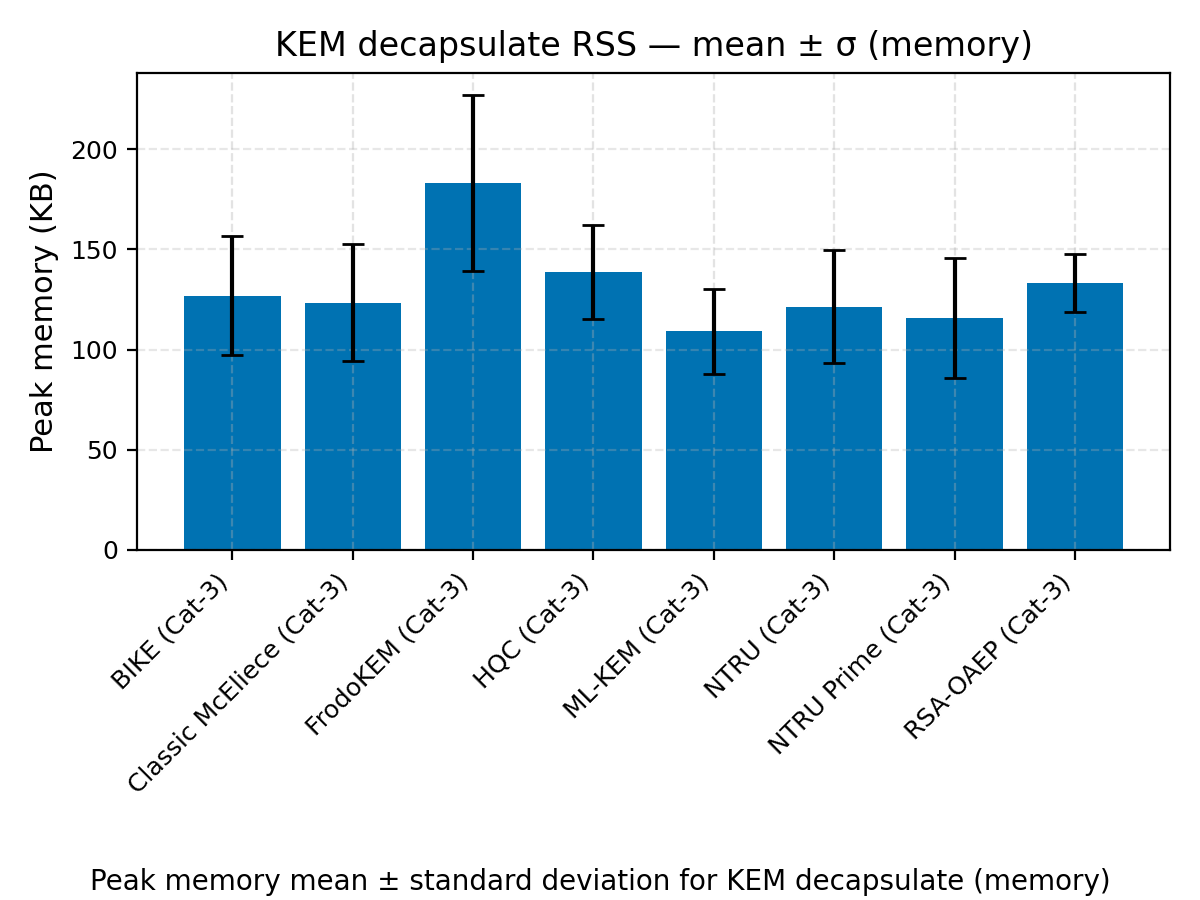 KEM decapsulate RSS — mean ± σ (memory)
Peak memory (KB)
200
150
100
50
0
BIKE (Cat-3)
Classic McEliece (Cat-3)
FrodoKEM (Cat-3)
HQC (Cat-3)
ML-KEM (Cat-3)
NTRU (Cat-3)
NTRU Prime (Cat-3)
RSA-OAEP (Cat-3)
Peak memory mean ± standard deviation for KEM decapsulate (memory)